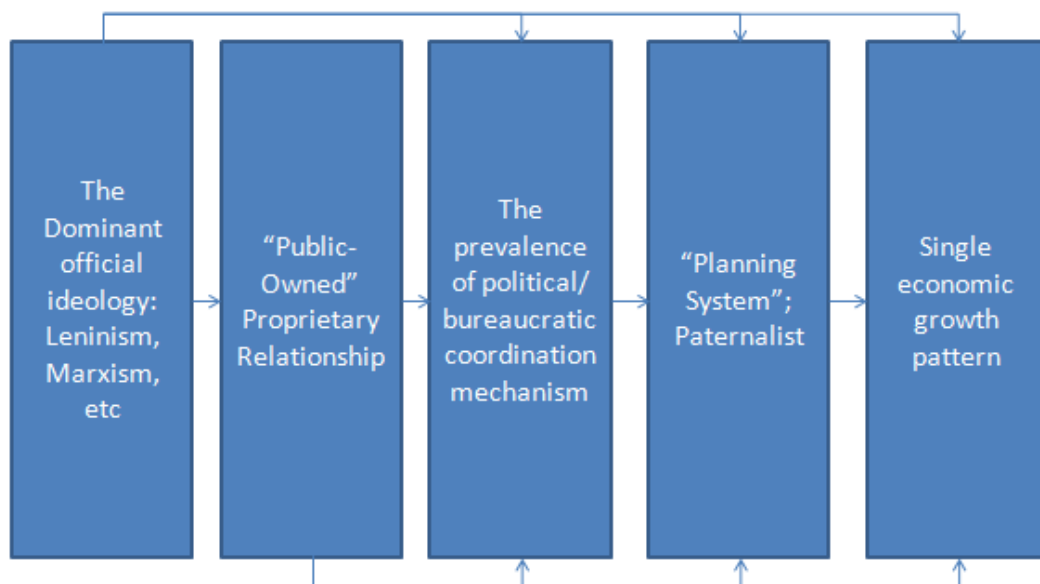 The
Dominant
official
ideology:
Leninism,
Marxism,
etc
“Public-
Owned”
Proprietary
Relationship
The
prevalence
of political/
bureaucratic
coordination
mechanism
“Planning
System”;
Paternalist
Single
economic
growth
pattern